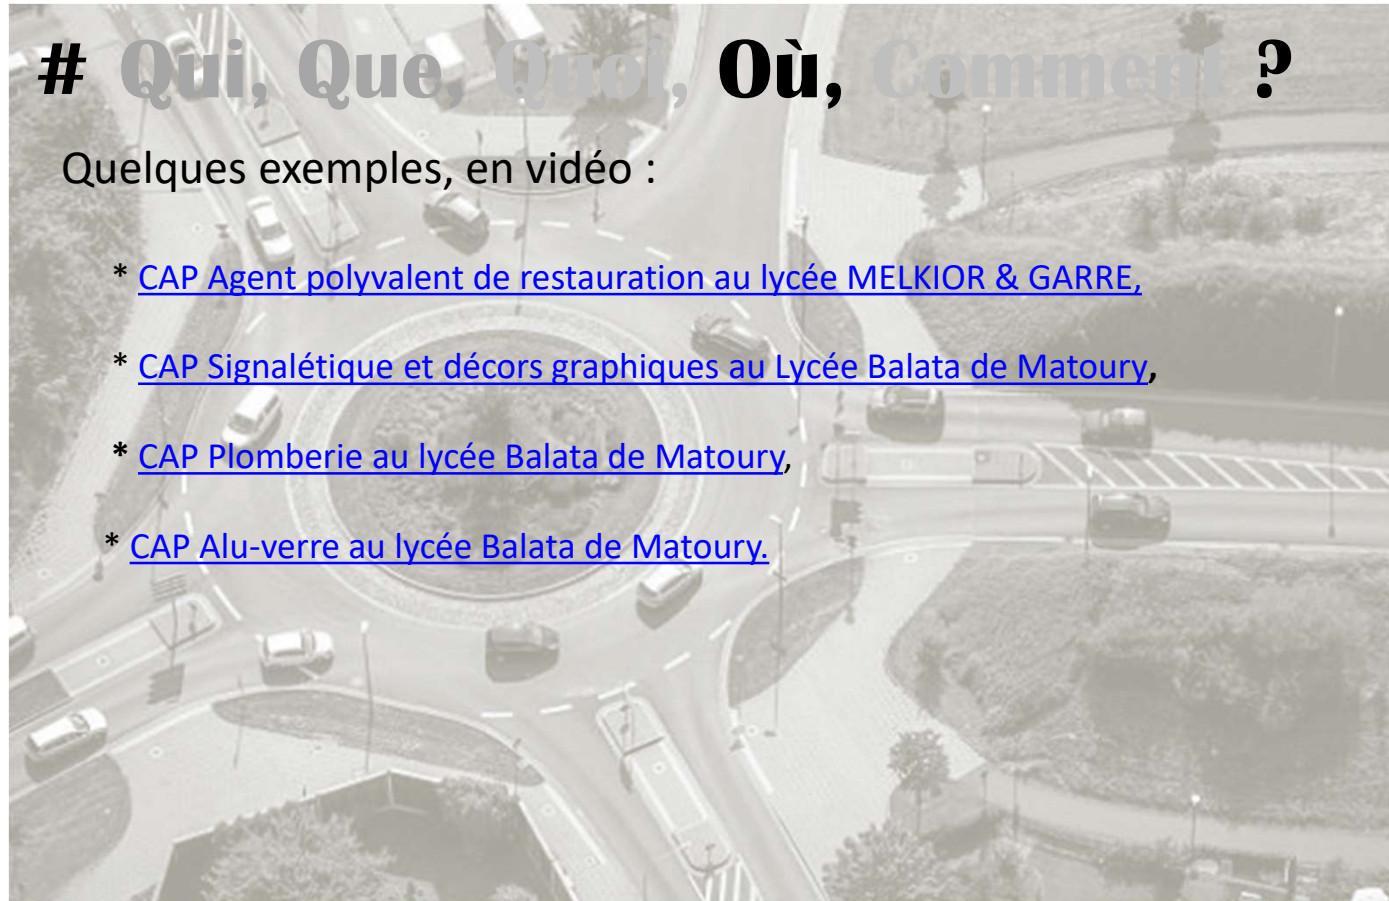 # Qui, Que, Quoi, Où, Comment ?
Quelques exemples, en vidéo :
* CAP Agent polyvalent de restauration au lycée MELKIOR & GARRE,
* CAP Signalétique et décors graphiques au Lycée Balata de Matoury,
* CAP Plomberie au lycée Balata de Matoury,
* CAP Alu-verre au lycée Balata de Matoury.